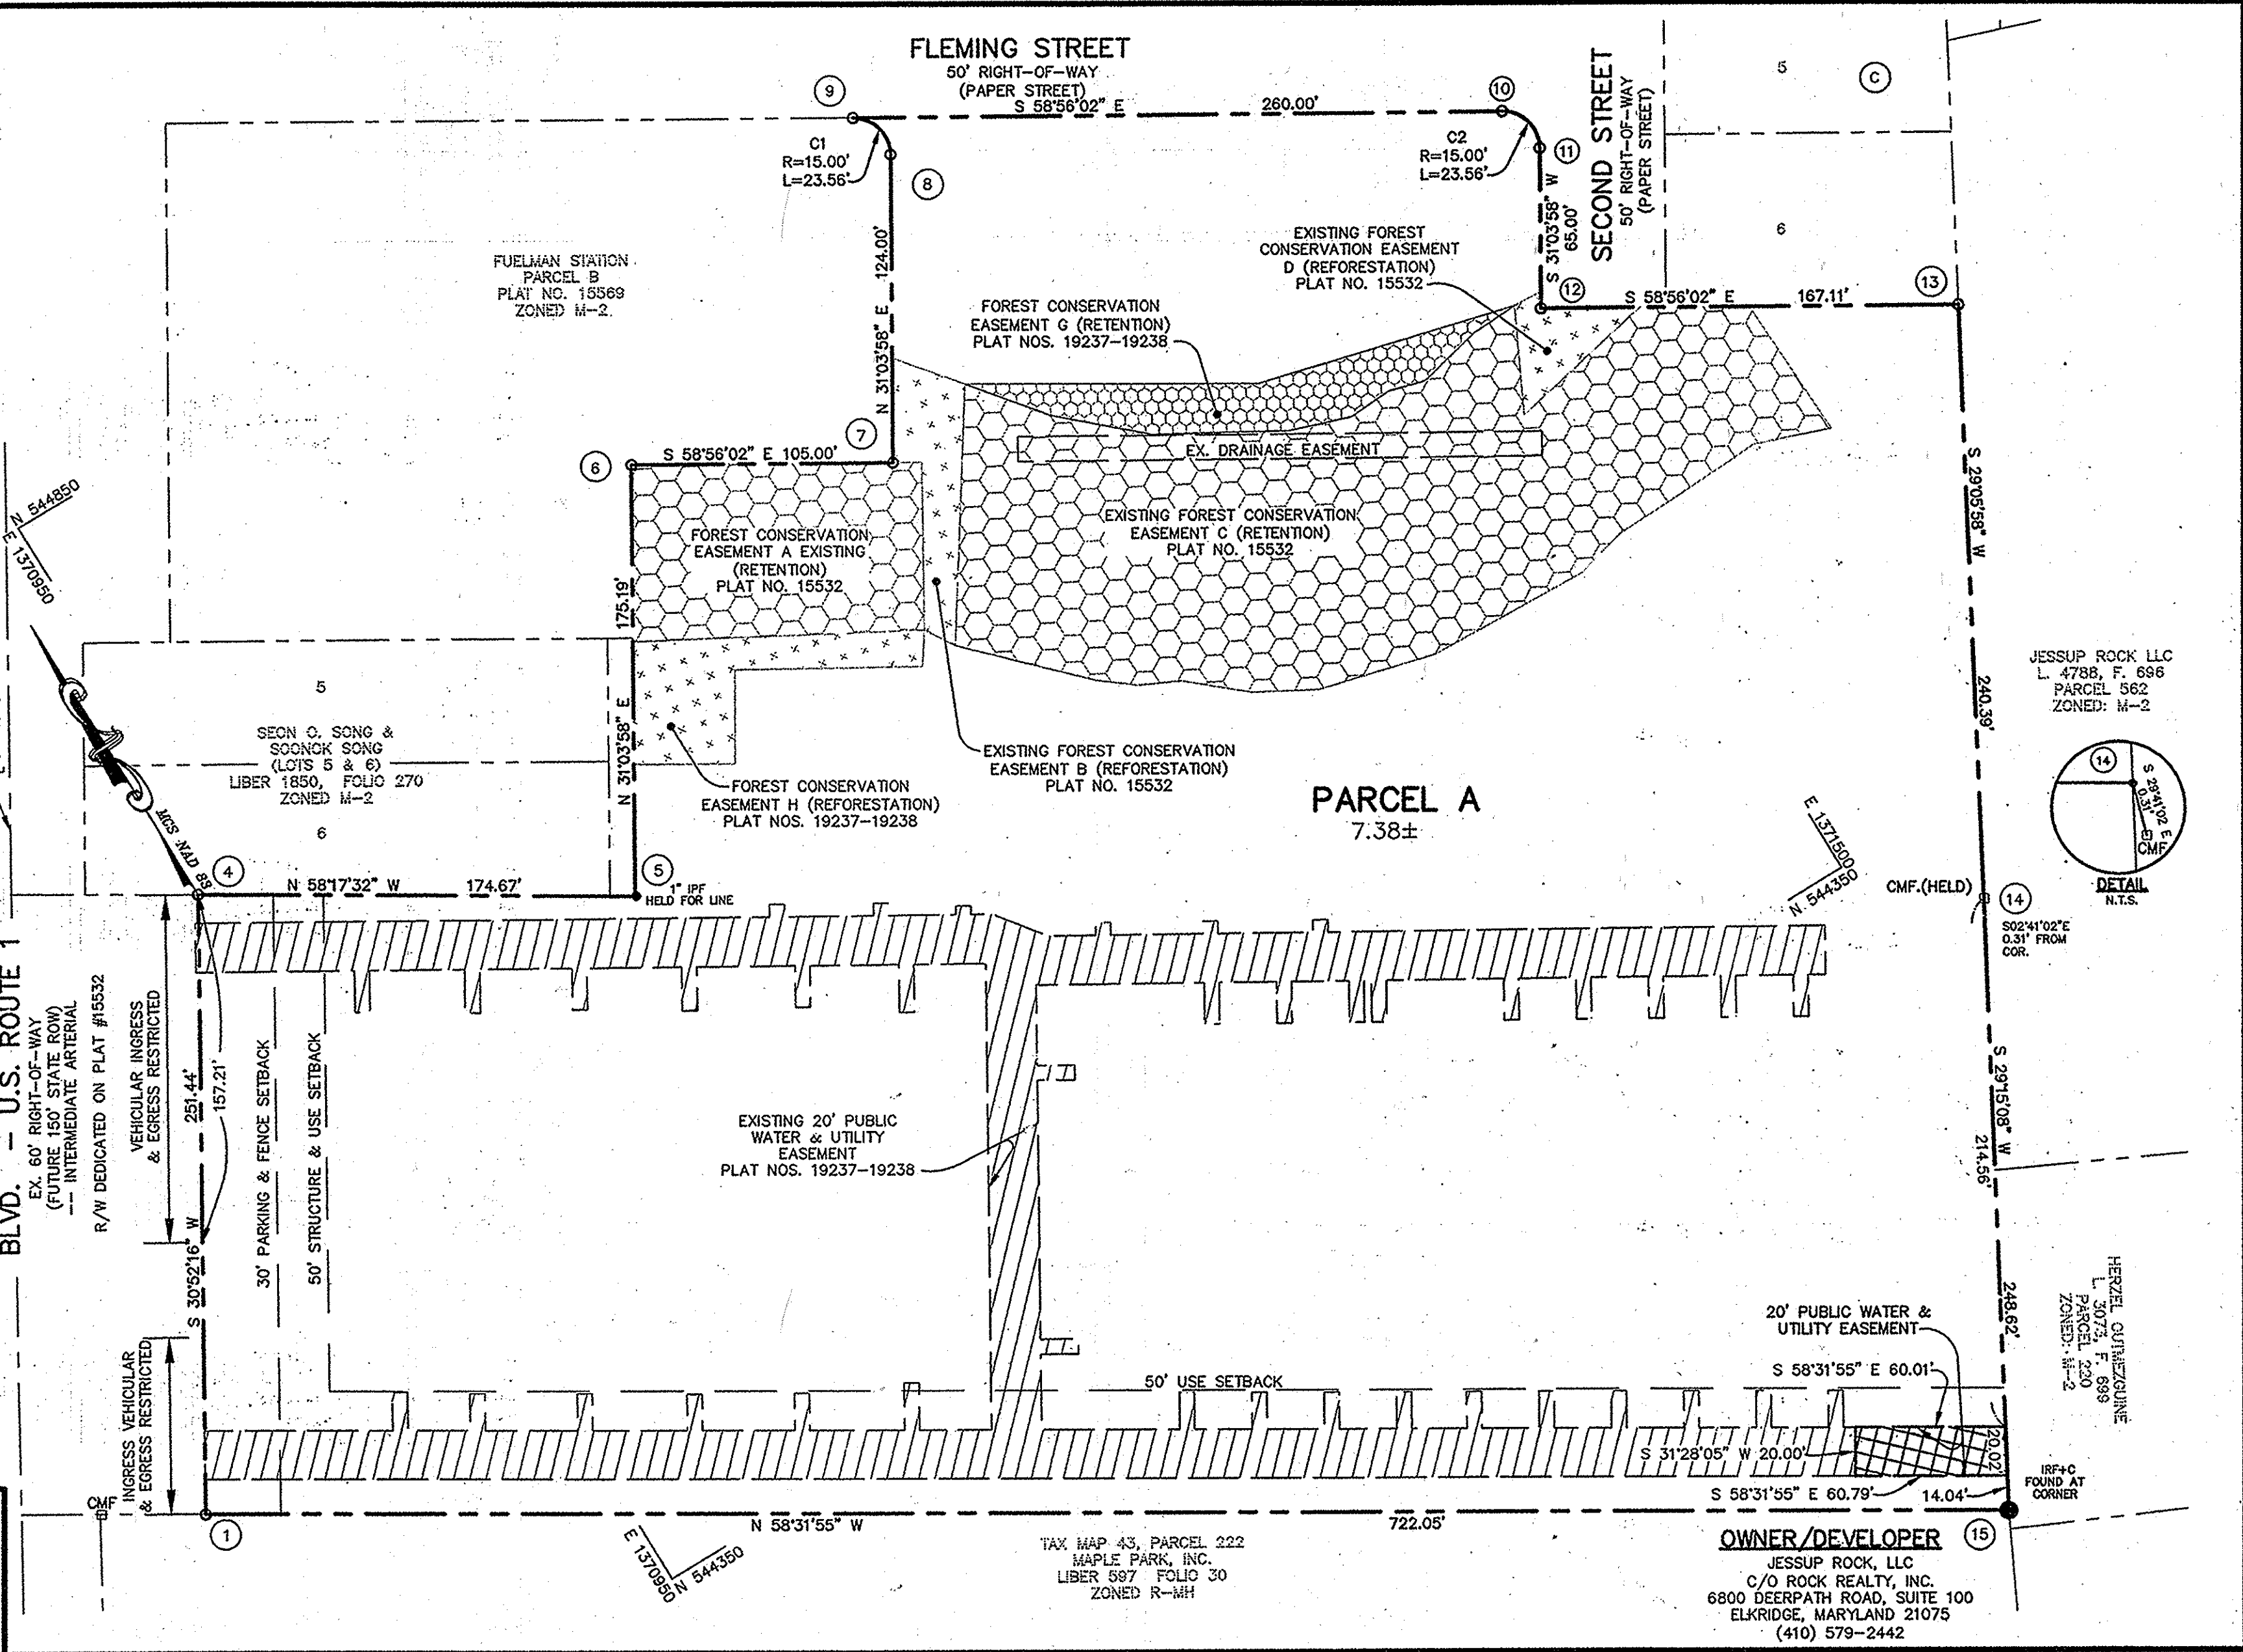 FLEMING STREET
50' RIGHT-OF-WAY
(PAPER STREET)
S 58°56'02" E
260.00'
9
10
C1
R=15.00'
L=23.56'
8
C2
R=15.00'
L=23.56'
11
SECOND STREET
50' RIGHT-OF-WAY
(PAPER STREET)
5
C
6
S 31°03'58" W
65.00'
12
S 58°56'02" E
167.11'
13
FUELMAN STATION
PARCEL B
PLAT NO. 15569
ZONED M-2
N 31°03'58" E
124.00'
EXISTING FOREST
CONSERVATION EASEMENT
D (REFORESTATION)
PLAT NO. 15532
FOREST CONSERVATION
EASEMENT G (RETENTION)
PLAT NOS. 19237-19238
7
6
S 58°56'02" E 105.00'
EX. DRAINAGE EASEMENT
N 544850
E 1370950
FOREST CONSERVATION
EASEMENT A EXISTING
(RETENTION)
PLAT NO. 15532
EXISTING FOREST CONSERVATION
EASEMENT C (RETENTION)
PLAT NO. 15532
S 29°05'58" W
240.39'
175.19'
N 31°03'58" E
5
SEON O. SONG &
SOONOK SONG
(LOTS 5 & 6)
LIBER 1850, FOLIO 270
ZONED M-2
6
MCS NAD 83
EXISTING FOREST CONSERVATION
EASEMENT B (REFORESTATION)
PLAT NO. 15532
FOREST CONSERVATION
EASEMENT H (REFORESTATION)
PLAT NOS. 19237-19238
PARCEL A
7.38±
JESSUP ROCK LLC
L. 4788, F. 696
PARCEL 562
ZONED: M-2
14
S 29°41'02 E
0.31'
CMF
DETAIL
N.T.S.
E 1371500
N 544350
4
N 58°17'32" W
174.67'
5
1" IPF
HELD FOR LINE
CMF.(HELD)
14
S02°41'02"E
0.31' FROM
COR.
BLVD. - U.S. ROUTE 1
EX. 60' RIGHT-OF-WAY
(FUTURE 150' STATE ROW)
-- INTERMEDIATE ARTERIAL
R/W DEDICATED ON PLAT #15532
VEHICULAR INGRESS
& EGRESS RESTRICTED
251.44'
157.21'
S 30°52'16" W
30' PARKING & FENCE SETBACK
50' STRUCTURE & USE SETBACK
EXISTING 20' PUBLIC
WATER & UTILITY
EASEMENT
PLAT NOS. 19237-19238
S 29°15'08" W
214.56'
248.62'
HERZEL OUIMEZGUINE
L. 3073, F. 699
PARCEL 220
ZONED: M-2
INGRESS VEHICULAR
& EGRESS RESTRICTED
20' PUBLIC WATER &
UTILITY EASEMENT
S 58°31'55" E 60.01'
50' USE SETBACK
S 31°28'05" W 20.00'
20.02'
S 58°31'55" E 60.79'
14.04'
IRF+C
FOUND AT
CORNER
CMF
1
N 58°31'55" W
722.05'
15
E 1370950
N 544350
TAX MAP 43, PARCEL 222
MAPLE PARK, INC.
LIBER 597 FOLIO 30
ZONED R-MH
OWNER/DEVELOPER
JESSUP ROCK, LLC
C/O ROCK REALTY, INC.
6800 DEERPATH ROAD, SUITE 100
ELKRIDGE, MARYLAND 21075
(410) 579-2442